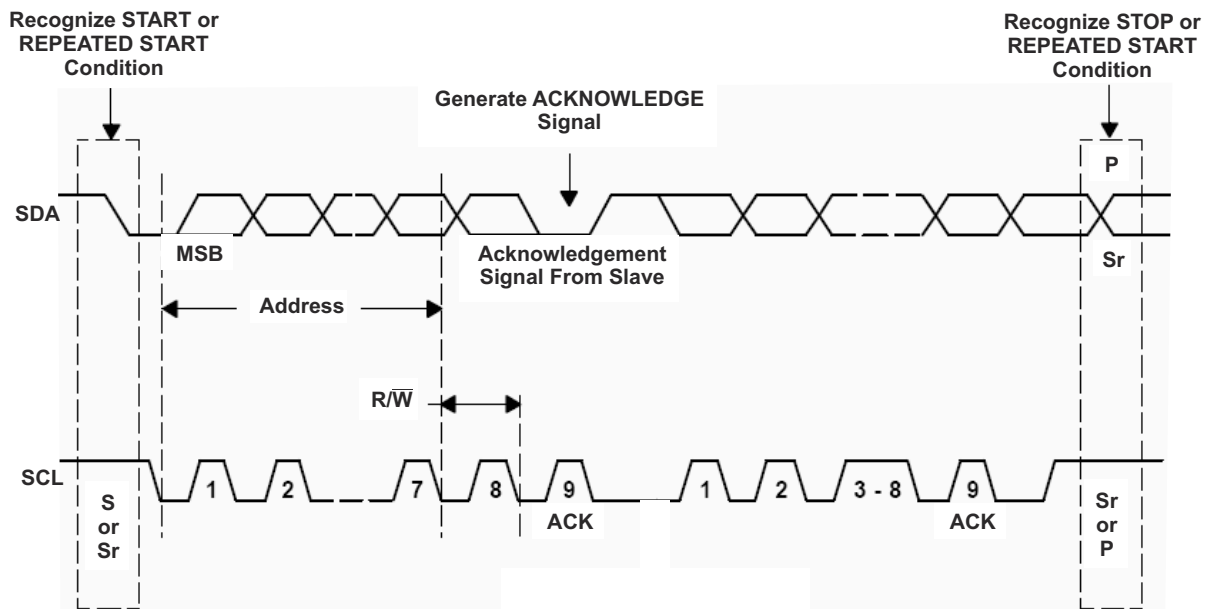 Recognize START or
REPEATED START
Condition
Recognize STOP or
REPEATED START
Condition
Generate ACKNOWLEDGE
Signal
P
SDA
MSB
Acknowledgement
Signal From Slave
Sr
Address
R/W̅
SCL
1
2
7
8
9
1
2
3 - 8
9
ACK
ACK
S
or
Sr
Sr
or
P